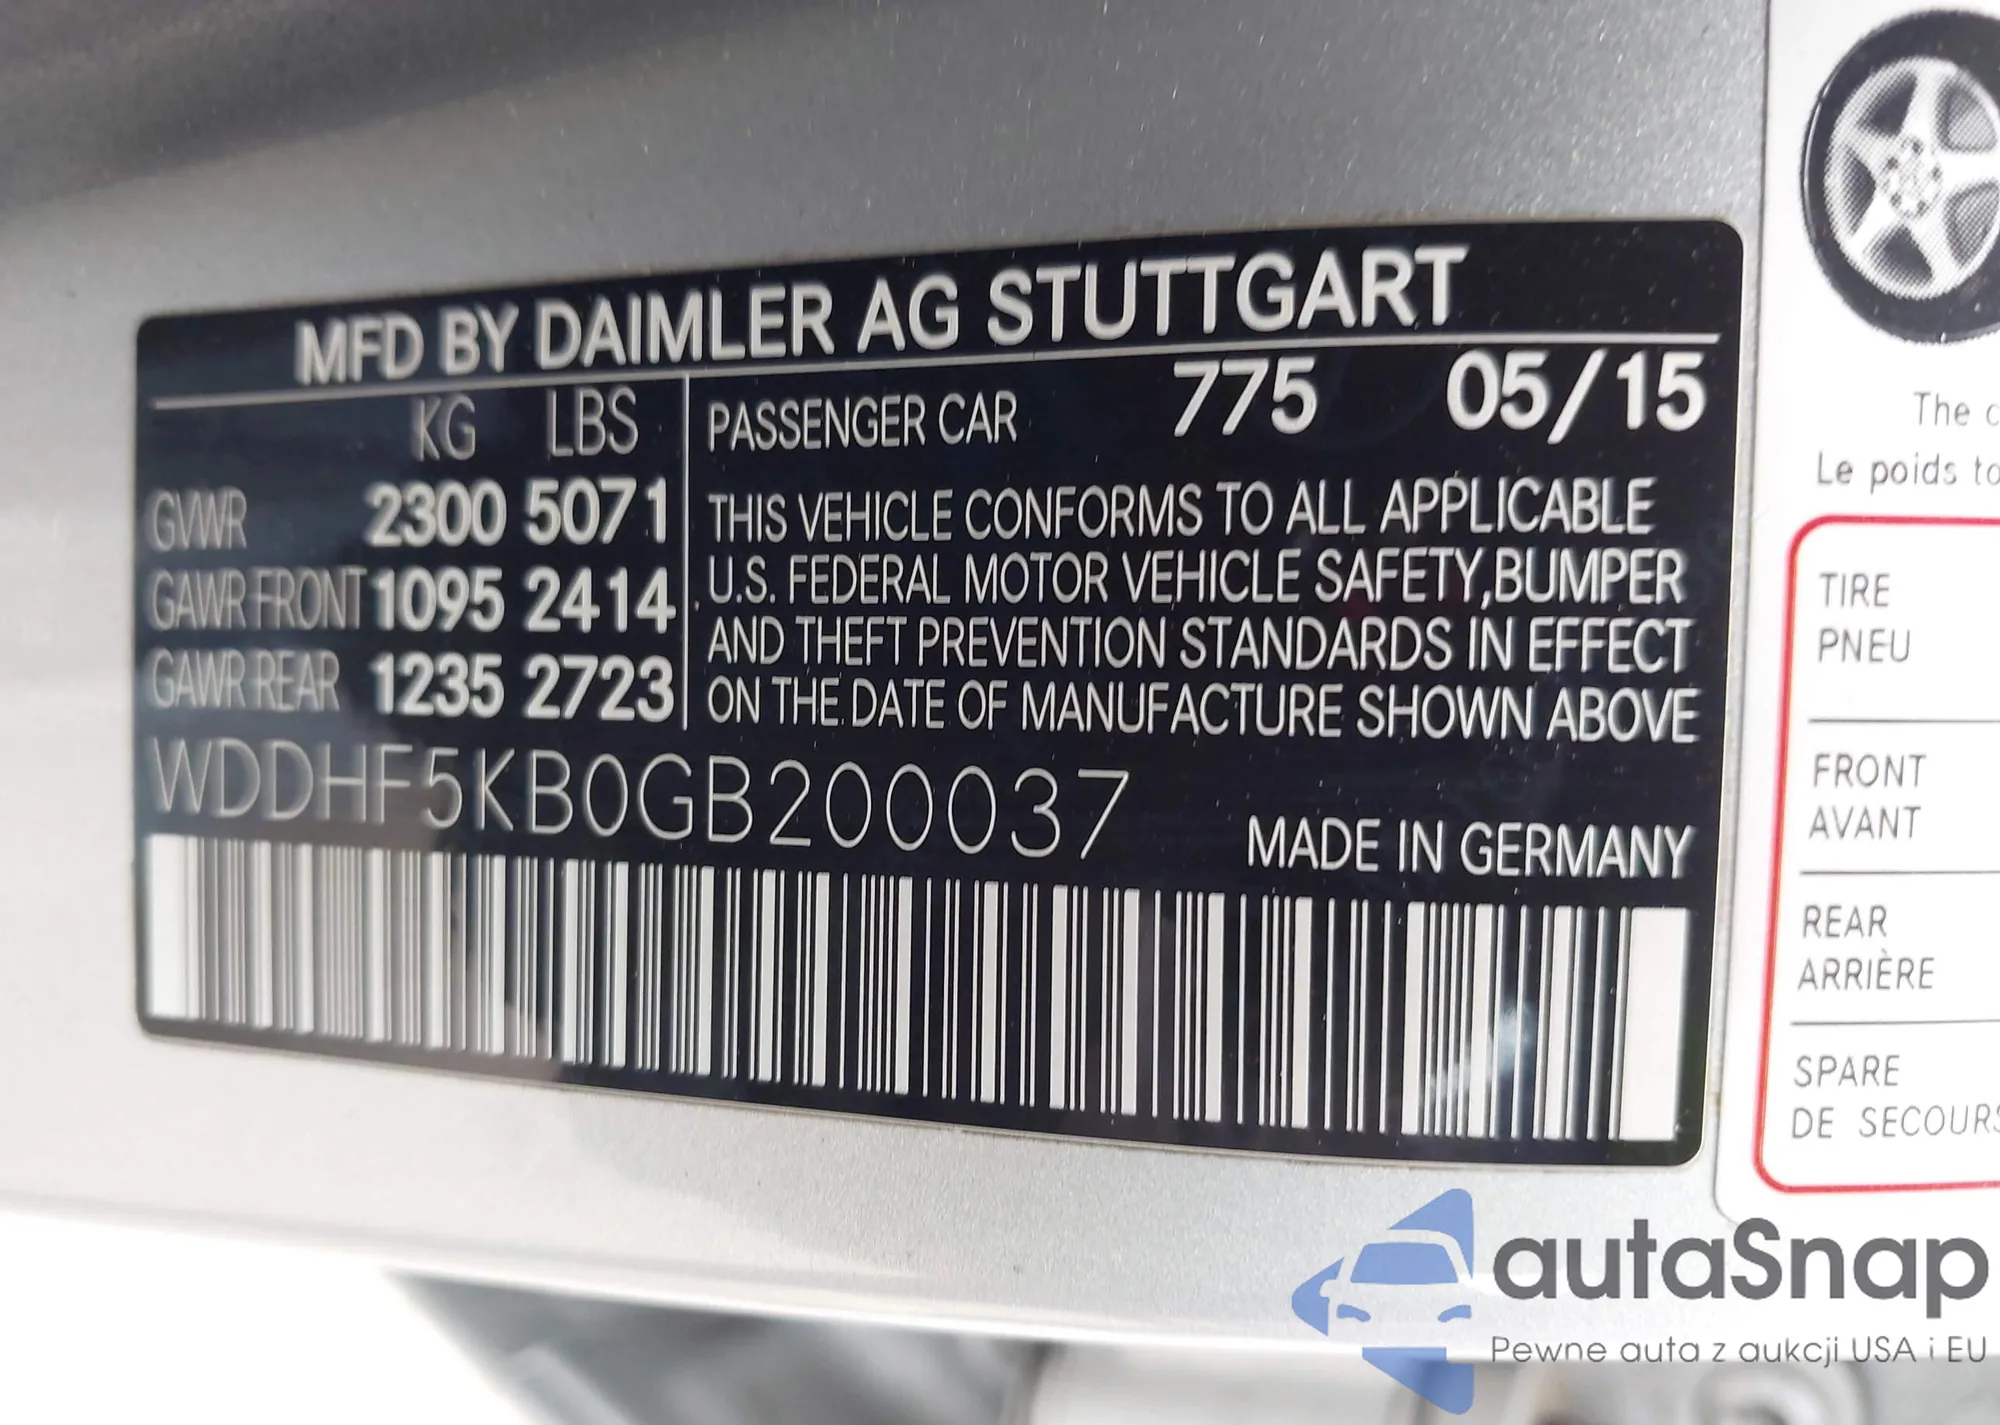 MFD BY DAIMLER AG STUTTGART
KG LBS
GVWR 2300 5071
GAWR FRONT 1095 2414
GAWR REAR 1235 2723
PASSENGER CAR 775 05/15
THIS VEHICLE CONFORMS TO ALL APPLICABLE
U.S. FEDERAL MOTOR VEHICLE SAFETY, BUMPER
AND THEFT PREVENTION STANDARDS IN EFFECT
ON THE DATE OF MANUFACTURE SHOWN ABOVE
WDDHF5KB0GB200037
MADE IN GERMANY
The
Le poids
TIRE
PNEU
FRONT
AVANT
REAR
ARRIÈRE
SPARE
DE SECOURS
autaSnap
Pewne auta z aukcji USA i EU